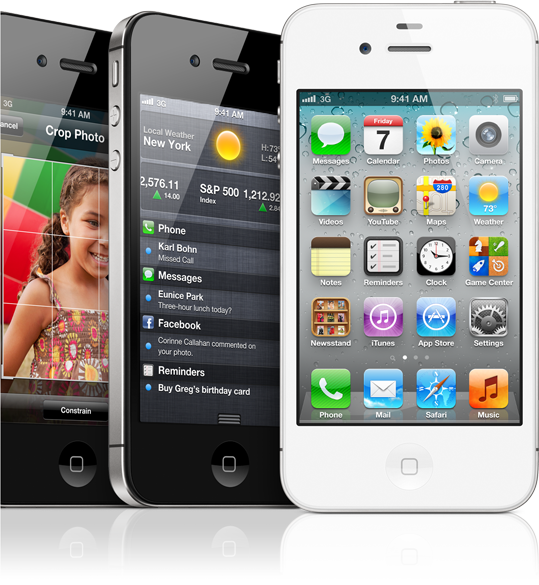 3G
9:41 AM
Cancel
Crop Photo
Constrain
3G
9:41 AM
Local Weather
New York
H:73°
L:54°
2,576.11
14.00
S&P 500
Index
1,212.92
2.84
Phone
Karl Bohn
Missed Call
Messages
Eunice Park
Three-hour lunch today?
Facebook
Corinne Callahan commented
on your photo.
Reminders
Buy Greg's birthday card
3G 9:41 AM
Friday
7
280
73°
Messages Calendar Photos Camera
Videos YouTube Maps Weather
Notes Reminders Clock Game Center
Newsstand iTunes App Store Settings
Phone Mail Safari Music